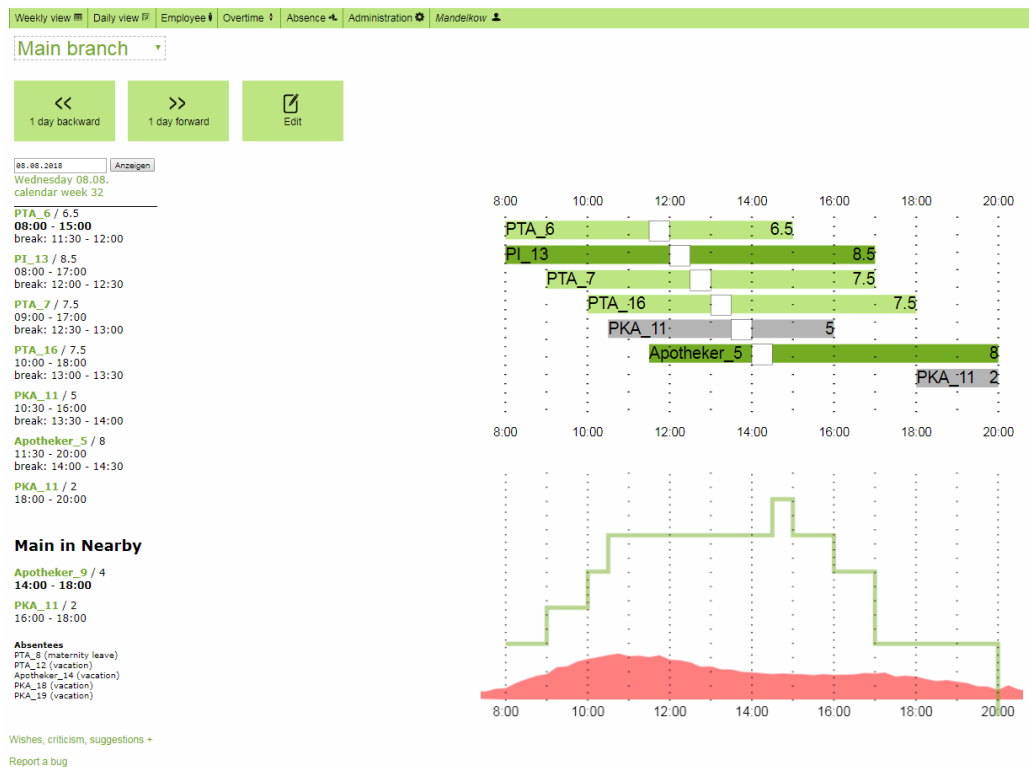 Weekly view Daily view Employee Overtime Absence Administration Mandelkow
Main branch
<< >>
1 day backward 1 day forward Edit
08.08.2018 Anzeigen
Wednesday 08.08.
calendar week 32
PTA_6 / 6.5
08:00 - 15:00
break: 11:30 - 12:00
PI_13 / 8.5
08:00 - 17:00
break: 12:00 - 12:30
PTA_7 / 7.5
09:00 - 17:00
break: 12:30 - 13:00
PTA_16 / 7.5
10:00 - 18:00
break: 13:00 - 13:30
PKA_11 / 5
10:30 - 16:00
break: 13:30 - 14:00
Apotheker_5 / 8
11:30 - 20:00
break: 14:00 - 14:30
PKA_11 / 2
18:00 - 20:00
Main in Nearby
Apotheker_9 / 4
14:00 - 18:00
PKA_11 / 2
16:00 - 18:00
Absentees
PTA_8 (maternity leave)
PTA_12 (vacation)
Apotheker_14 (vacation)
PKA_18 (vacation)
PKA_19 (vacation)
8:00 10:00 12:00 14:00 16:00 18:00 20:00
PTA_6 6.5
PI_13 8.5
PTA_7 7.5
PTA_16 7.5
PKA_11 5
Apotheker_5 8
PKA_11 2
8:00 10:00 12:00 14:00 16:00 18:00 20:00
8:00 10:00 12:00 14:00 16:00 18:00 20:00
Wishes, criticism, suggestions +
Report a bug